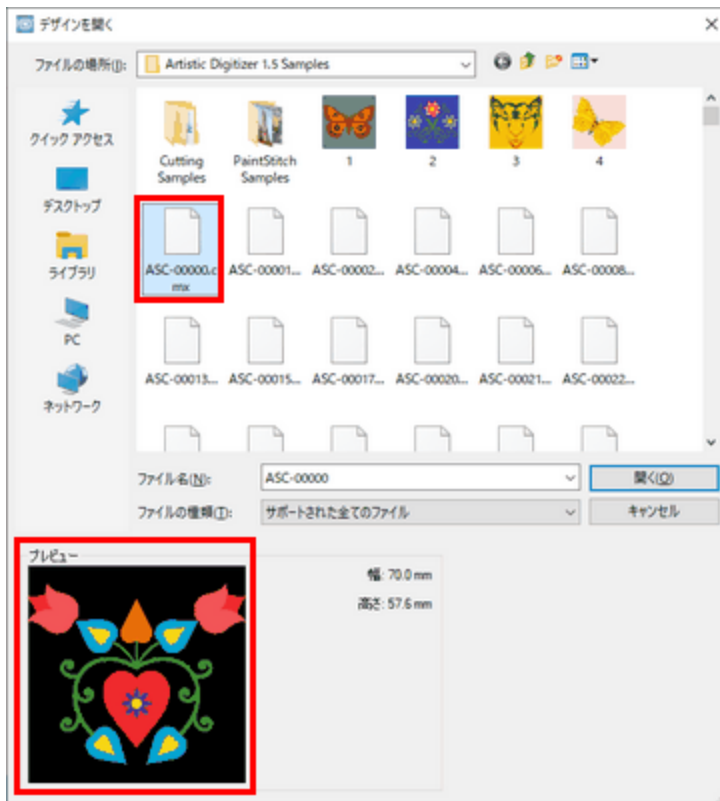 デザインを開く
ファイルの場所(I):
Artistic Digitizer 1.5 Samples
クイック アクセス
デスクトップ
ライブラリ
PC
ネットワーク
Cutting Samples
PaintStitch Samples
1
2
3
4
ASC-00000.cmx
ASC-00001...
ASC-00002...
ASC-00004...
ASC-00006...
ASC-00008...
ASC-00013...
ASC-00015...
ASC-00017...
ASC-00020...
ASC-00021...
ASC-00022...
ファイル名(N):
ASC-00000
開く(O)
ファイルの種類(T):
サポートされた全てのファイル
キャンセル
プレビュー
幅: 70.0 mm
高さ: 57.6 mm